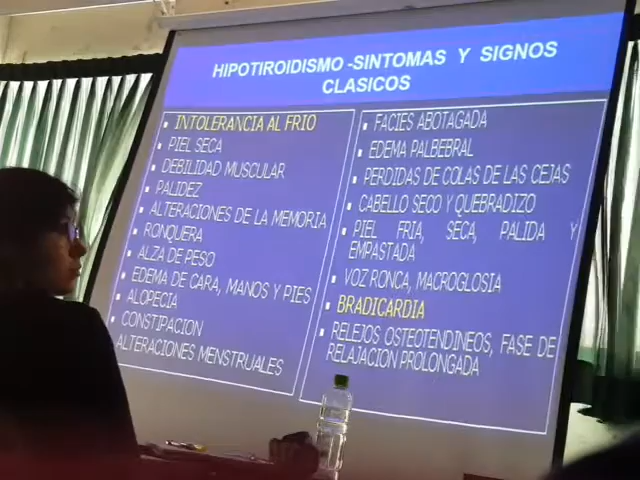 HIPOTIROIDISMO -SINTOMAS Y SIGNOS
CLASICOS
INTOLERANCIA AL FRIO
PIEL SECA
DEBILIDAD MUSCULAR
PALIDEZ
ALTERACIONES DE LA MEMORIA
RONQUERA
ALZA DE PESO
EDEMA DE CARA, MANOS Y PIES
ALOPECIA
CONSTIPACION
ALTERACIONES MENSTRUALES
FACIES ABOTAGADA
EDEMA PALBEBRAL
PERDIDAS DE COLAS DE LAS CEJAS
CABELLO SECO Y QUEBRADIZO
PIEL FRIA, SECA, PALIDA Y
EMPASTADA
VOZ RONCA, MACROGLOSIA
BRADICARDIA
RELEJOS OSTEOTENDINEOS, FASE DE
RELAJACION PROLONGADA